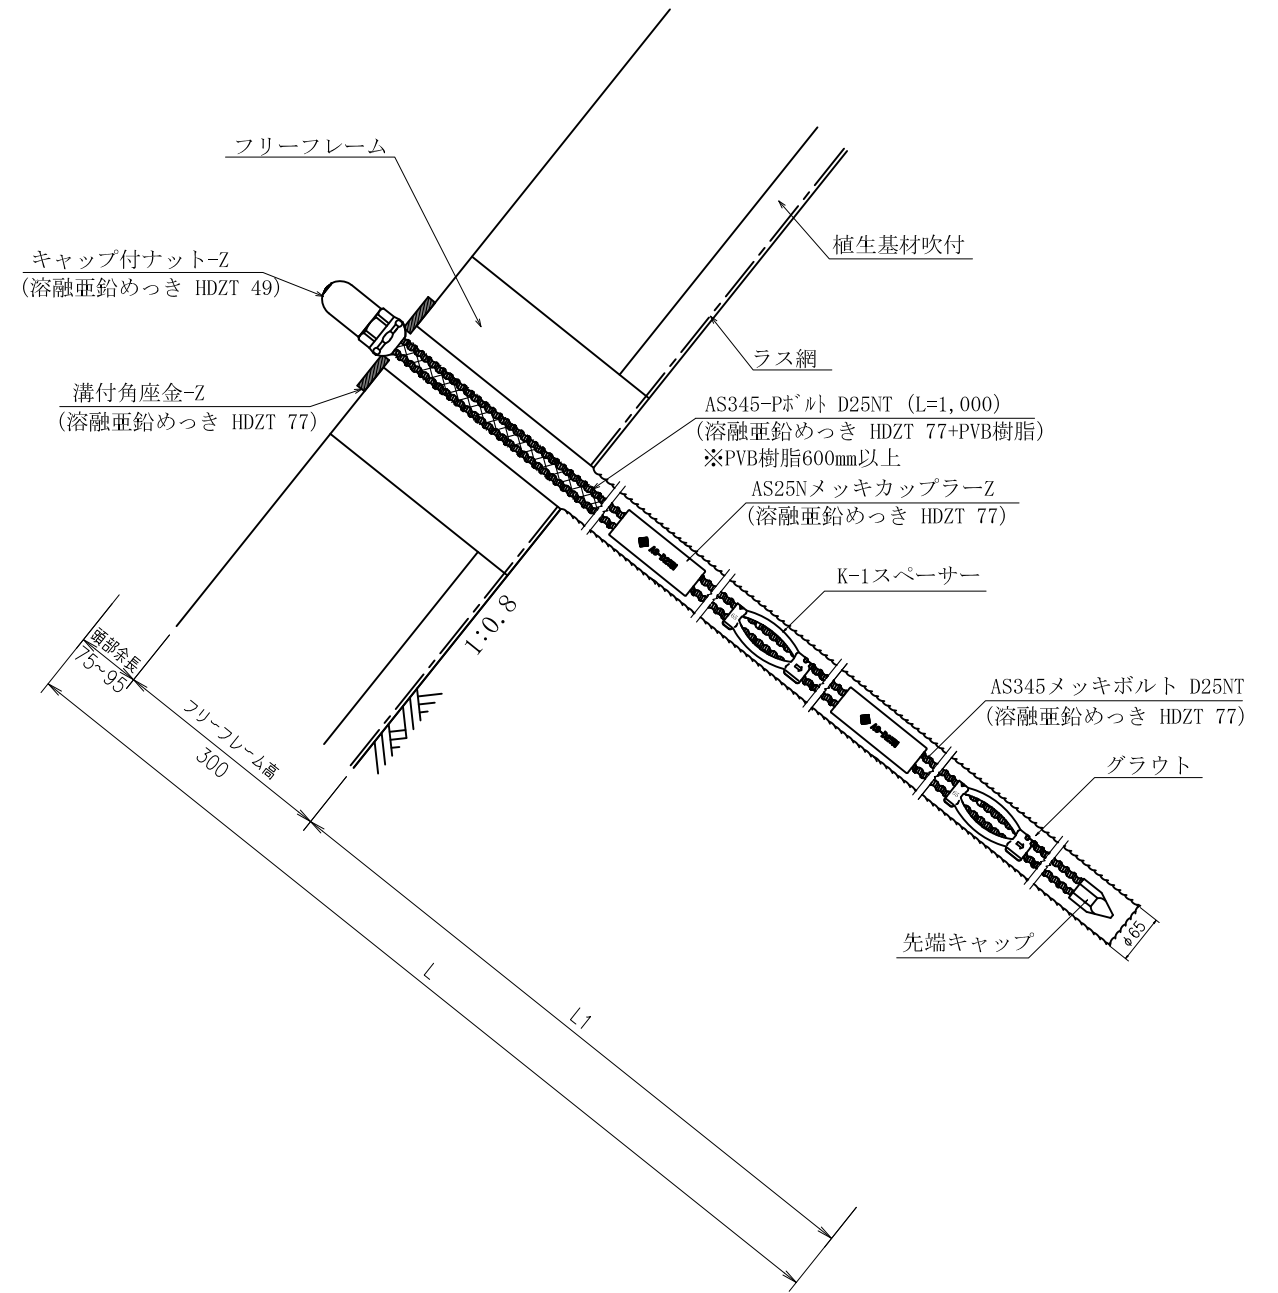 フリーフレーム
植生基材吹付
キャップ付ナット-Z
(溶融亜鉛めっき HDZT 49)
ラス網
溝付角座金-Z
(溶融亜鉛めっき HDZT 77)
AS345-Pﾎﾞﾙﾄ D25NT (L=1,000)
(溶融亜鉛めっき HDZT 77+PVB樹脂)
※PVB樹脂600mm以上
AS25NメッキカップラーZ
(溶融亜鉛めっき HDZT 77)
K-1スペーサー
1:0.8
頭部余長
75~95
フリーフレーム高
300
AS345メッキボルト D25NT
(溶融亜鉛めっき HDZT 77)
グラウト
先端キャップ
φ65
L
L1